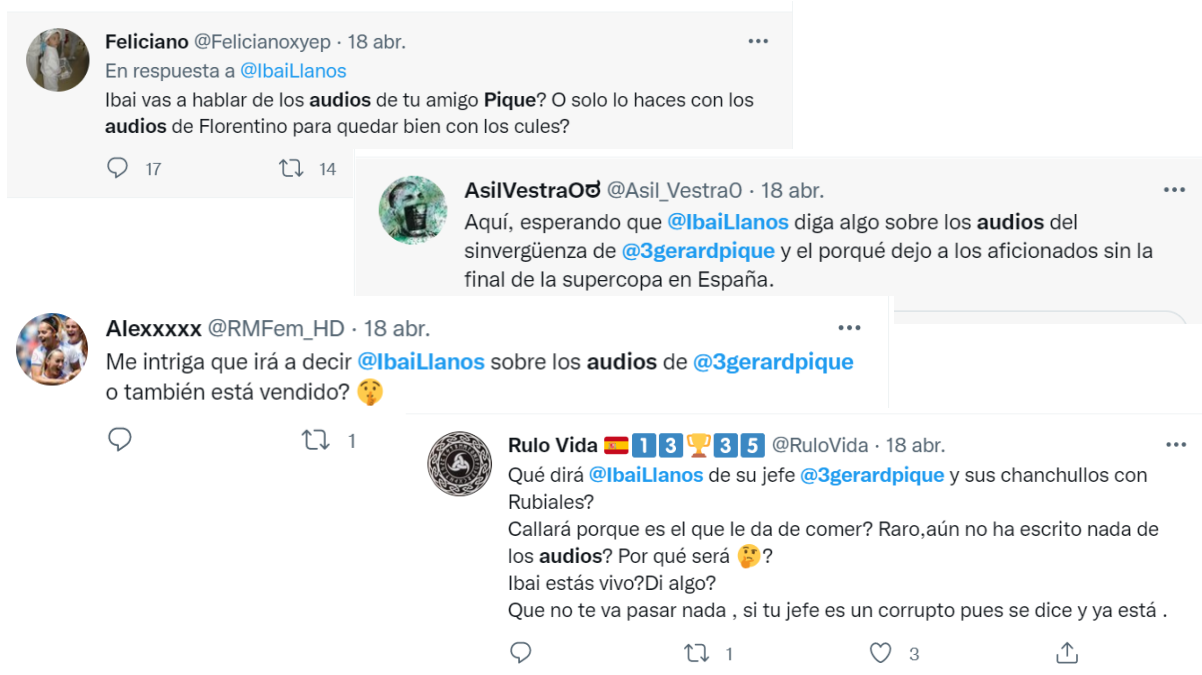 Feliciano @Felicianoxyep · 18 abr.
En respuesta a @IbaiLlanos
Ibai vas a hablar de los audios de tu amigo Pique? O solo lo haces con los
audios de Florentino para quedar bien con los cules?
17 14
AsilVestraOಠ @Asil_VestraO · 18 abr.
Aquí, esperando que @IbaiLlanos diga algo sobre los audios del
sinvergüenza de @3gerardpique y el porqué dejo a los aficionados sin la
final de la supercopa en España.
Alexxxxx @RMFem_HD · 18 abr.
Me intriga que irá a decir @IbaiLlanos sobre los audios de @3gerardpique
o también está vendido? 🤫
1
Rulo Vida 🇪🇸1️⃣3️⃣🏆3️⃣5️⃣ @RuloVida · 18 abr.
Qué dirá @IbaiLlanos de su jefe @3gerardpique y sus chanchullos con
Rubiales?
Callará porque es el que le da de comer? Raro,aún no ha escrito nada de
los audios? Por qué será 🤔?
Ibai estás vivo?Di algo?
Que no te va pasar nada , si tu jefe es un corrupto pues se dice y ya está .
1 3